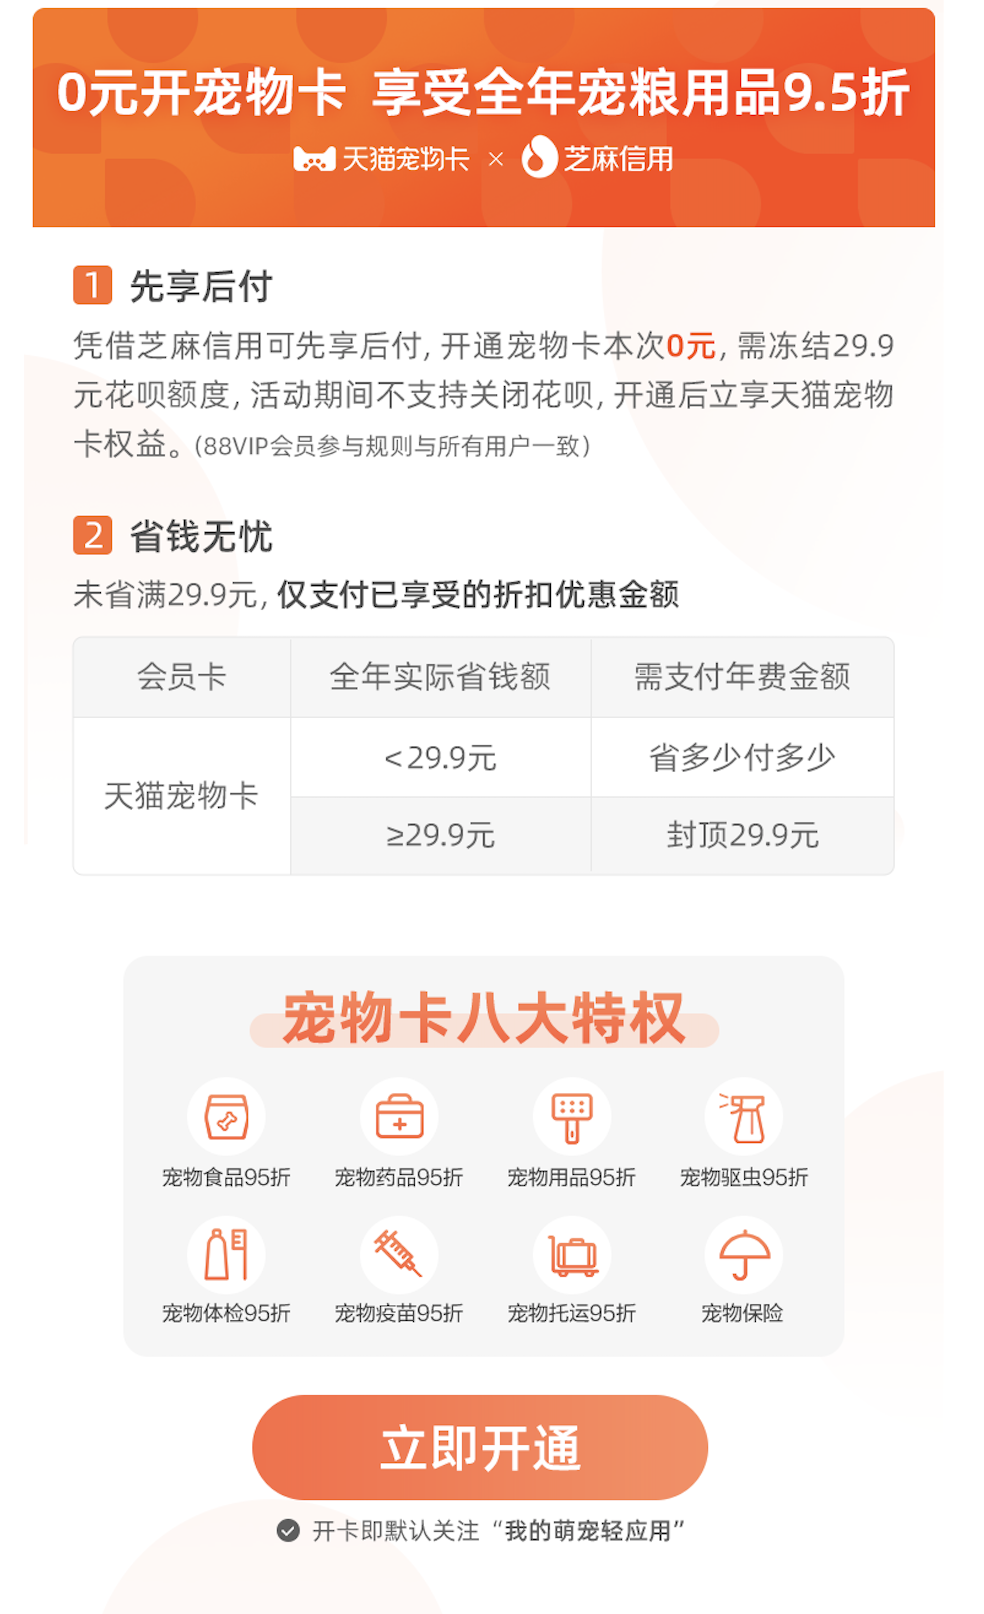 0元开宠物卡 享受全年宠粮用品9.5折
天猫宠物卡 × 芝麻信用
1 先享后付
凭借芝麻信用可先享后付, 开通宠物卡本次0元, 需冻结29.9
元花呗额度, 活动期间不支持关闭花呗, 开通后立享天猫宠物
卡权益。(88VIP会员参与规则与所有用户一致)
2 省钱无忧
未省满29.9元, 仅支付已享受的折扣优惠金额
会员卡 全年实际省钱额 需支付年费金额
天猫宠物卡
<29.9元 省多少付多少
≥29.9元 封顶29.9元
宠物卡八大特权
宠物食品95折 宠物药品95折 宠物用品95折 宠物驱虫95折
宠物体检95折 宠物疫苗95折 宠物托运95折 宠物保险
立即开通
开卡即默认关注“我的萌宠轻应用”